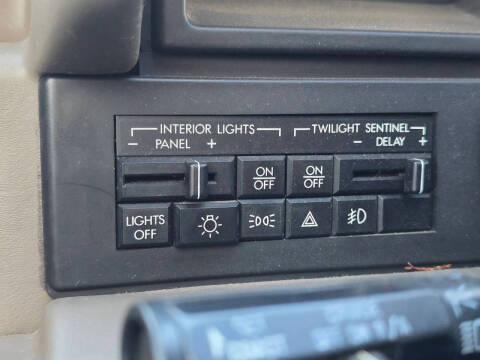 INTERIOR LIGHTS TWILIGHT SENTINEL
− PANEL + − DELAY +
ON ON
OFF OFF
LIGHTS
OFF